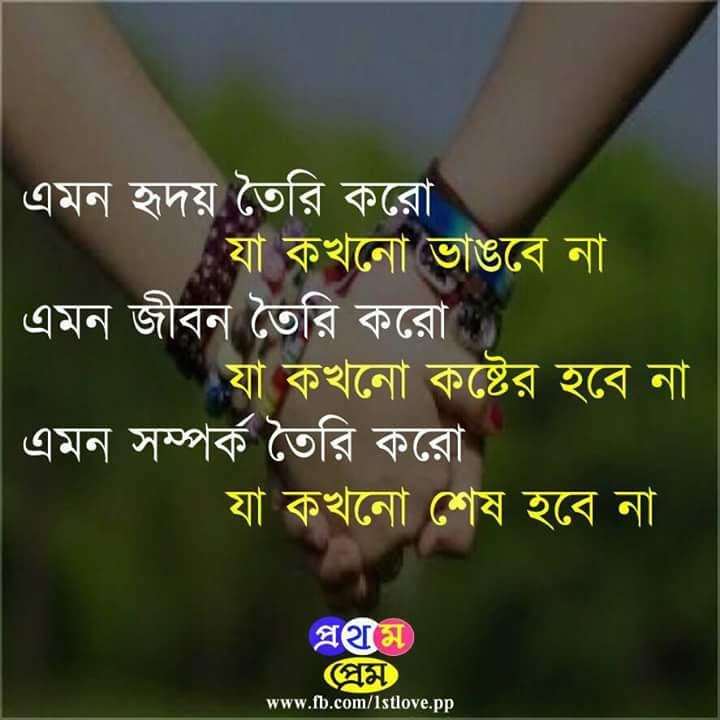 এমন হৃদয় তৈরি করো
যা কখনো ভাঙবে না
এমন জীবন তৈরি করো
যা কখনো কষ্টের হবে না
এমন সম্পর্ক তৈরি করো
যা কখনো শেষ হবে না
প্রথম
প্রেম
www.fb.com/1stlove.pp